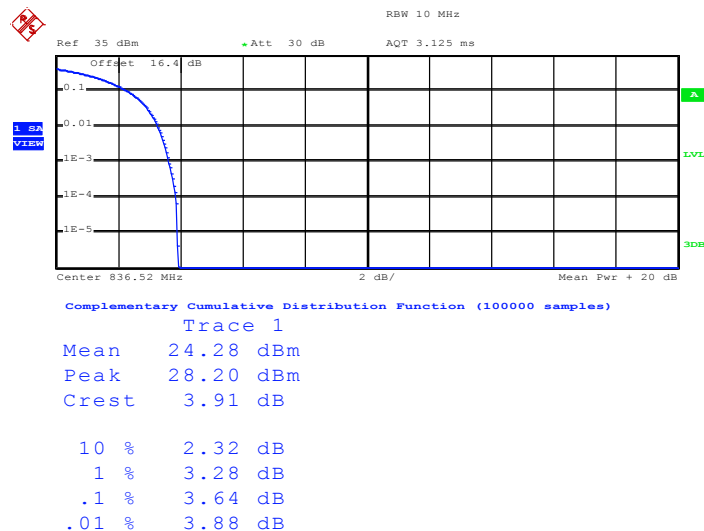 R S
RBW 10 MHz
Ref 35 dBm *Att 30 dB AQT 3.125 ms
Offset 16.4 dB
0.1
A
0.01
1 SA
VIEW
1E-3
LVL
1E-4
1E-5
3DB
Center 836.52 MHz 2 dB/ Mean Pwr + 20 dB
Complementary Cumulative Distribution Function (100000 samples)
Trace 1
Mean 24.28 dBm
Peak 28.20 dBm
Crest 3.91 dB
10 % 2.32 dB
1 % 3.28 dB
.1 % 3.64 dB
.01 % 3.88 dB